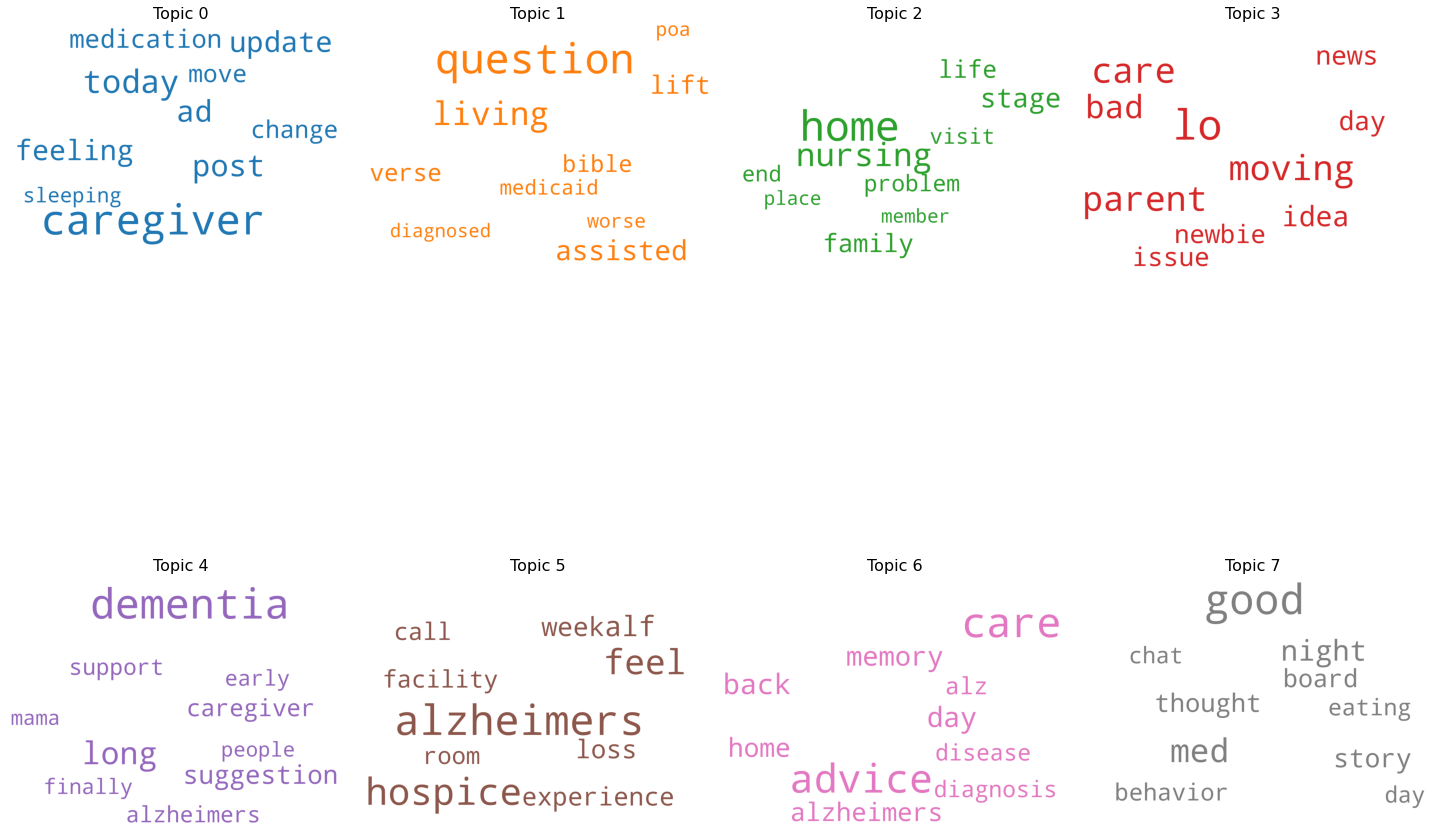 Topic 0
medication update
today move
ad
change
feeling
post
sleeping
caregiver
Topic 1
poa
question
lift
living
bible
verse
medicaid
worse
diagnosed
assisted
Topic 2
life
stage
home
visit
nursing
end
problem
place
member
family
Topic 3
news
care
bad
day
lo
moving
parent
idea
newbie
issue
Topic 4
dementia
support
early
caregiver
mama
people
long
suggestion
finally
alzheimers
Topic 5
call
weekalf
feel
facility
alzheimers
room
loss
hospice experience
Topic 6
care
memory
back
alz
day
home
disease
advice
diagnosis
alzheimers
Topic 7
good
chat
night
board
thought
eating
med
story
behavior
day